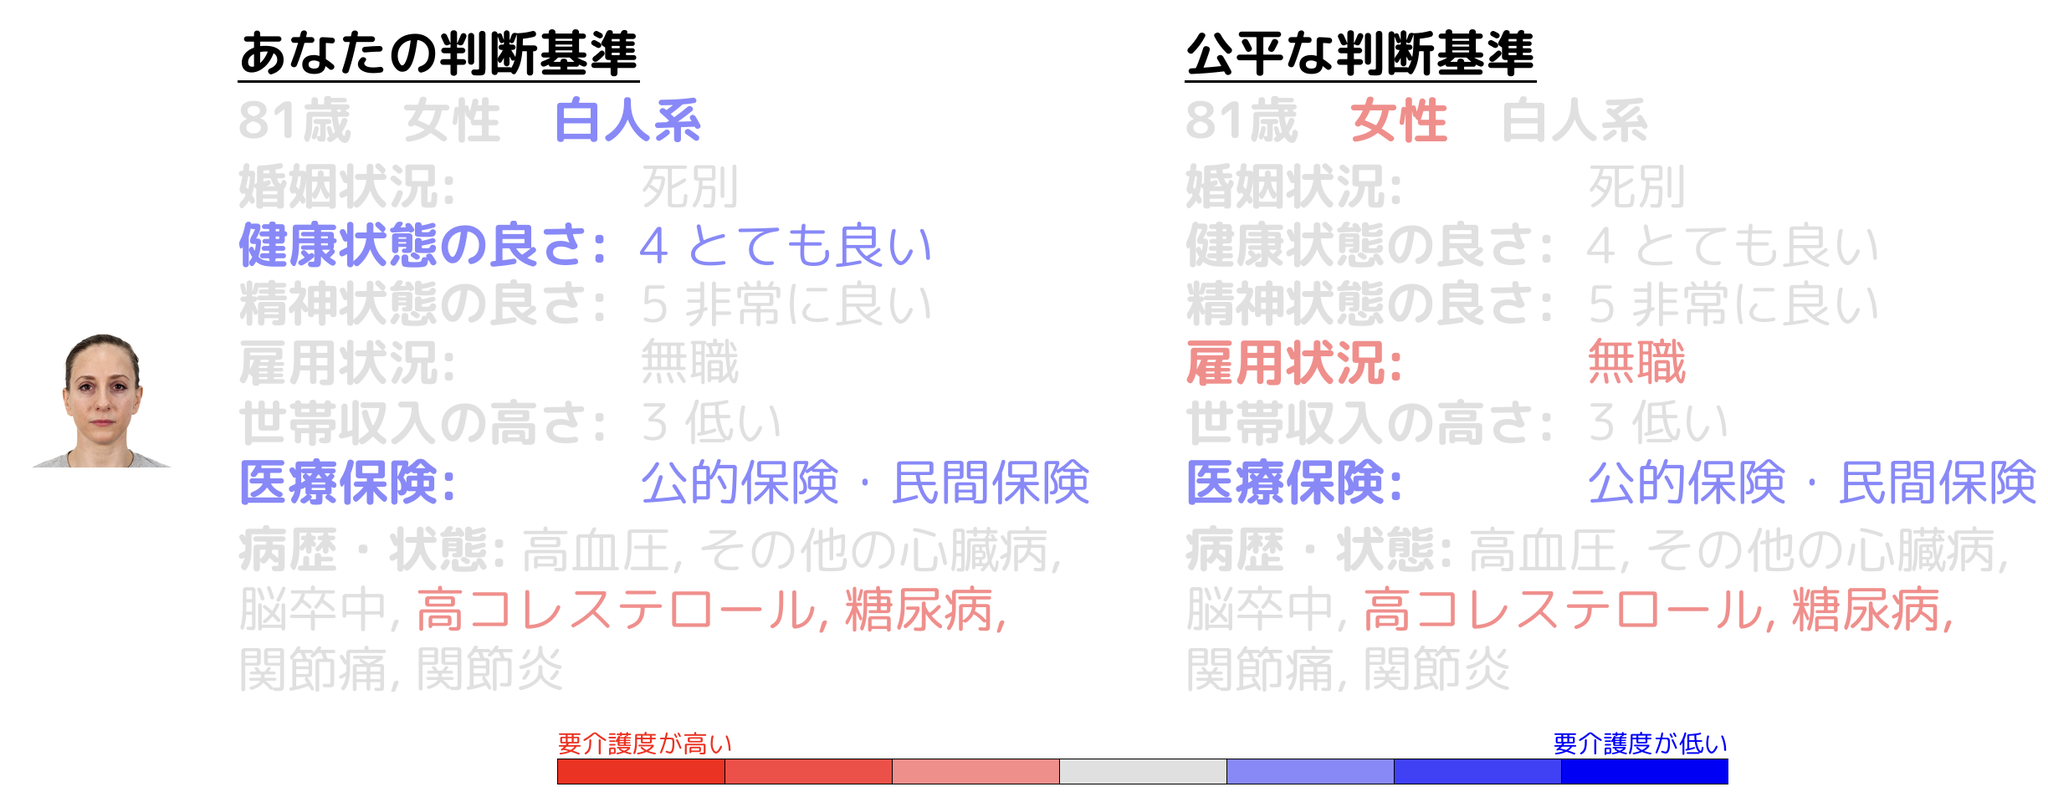 あなたの判断基準
81歳 女性 白人系
婚姻状況: 死別
健康状態の良さ: 4 とても良い
精神状態の良さ: 5 非常に良い
雇用状況: 無職
世帯収入の高さ: 3 低い
医療保険: 公的保険・民間保険
病歴・状態: 高血圧, その他の心臓病,
脳卒中, 高コレステロール, 糖尿病,
関節痛, 関節炎
公平な判断基準
81歳 女性 白人系
婚姻状況: 死別
健康状態の良さ: 4 とても良い
精神状態の良さ: 5 非常に良い
雇用状況: 無職
世帯収入の高さ: 3 低い
医療保険: 公的保険・民間保険
病歴・状態: 高血圧, その他の心臓病,
脳卒中, 高コレステロール, 糖尿病,
関節痛, 関節炎
要介護度が高い
要介護度が低い